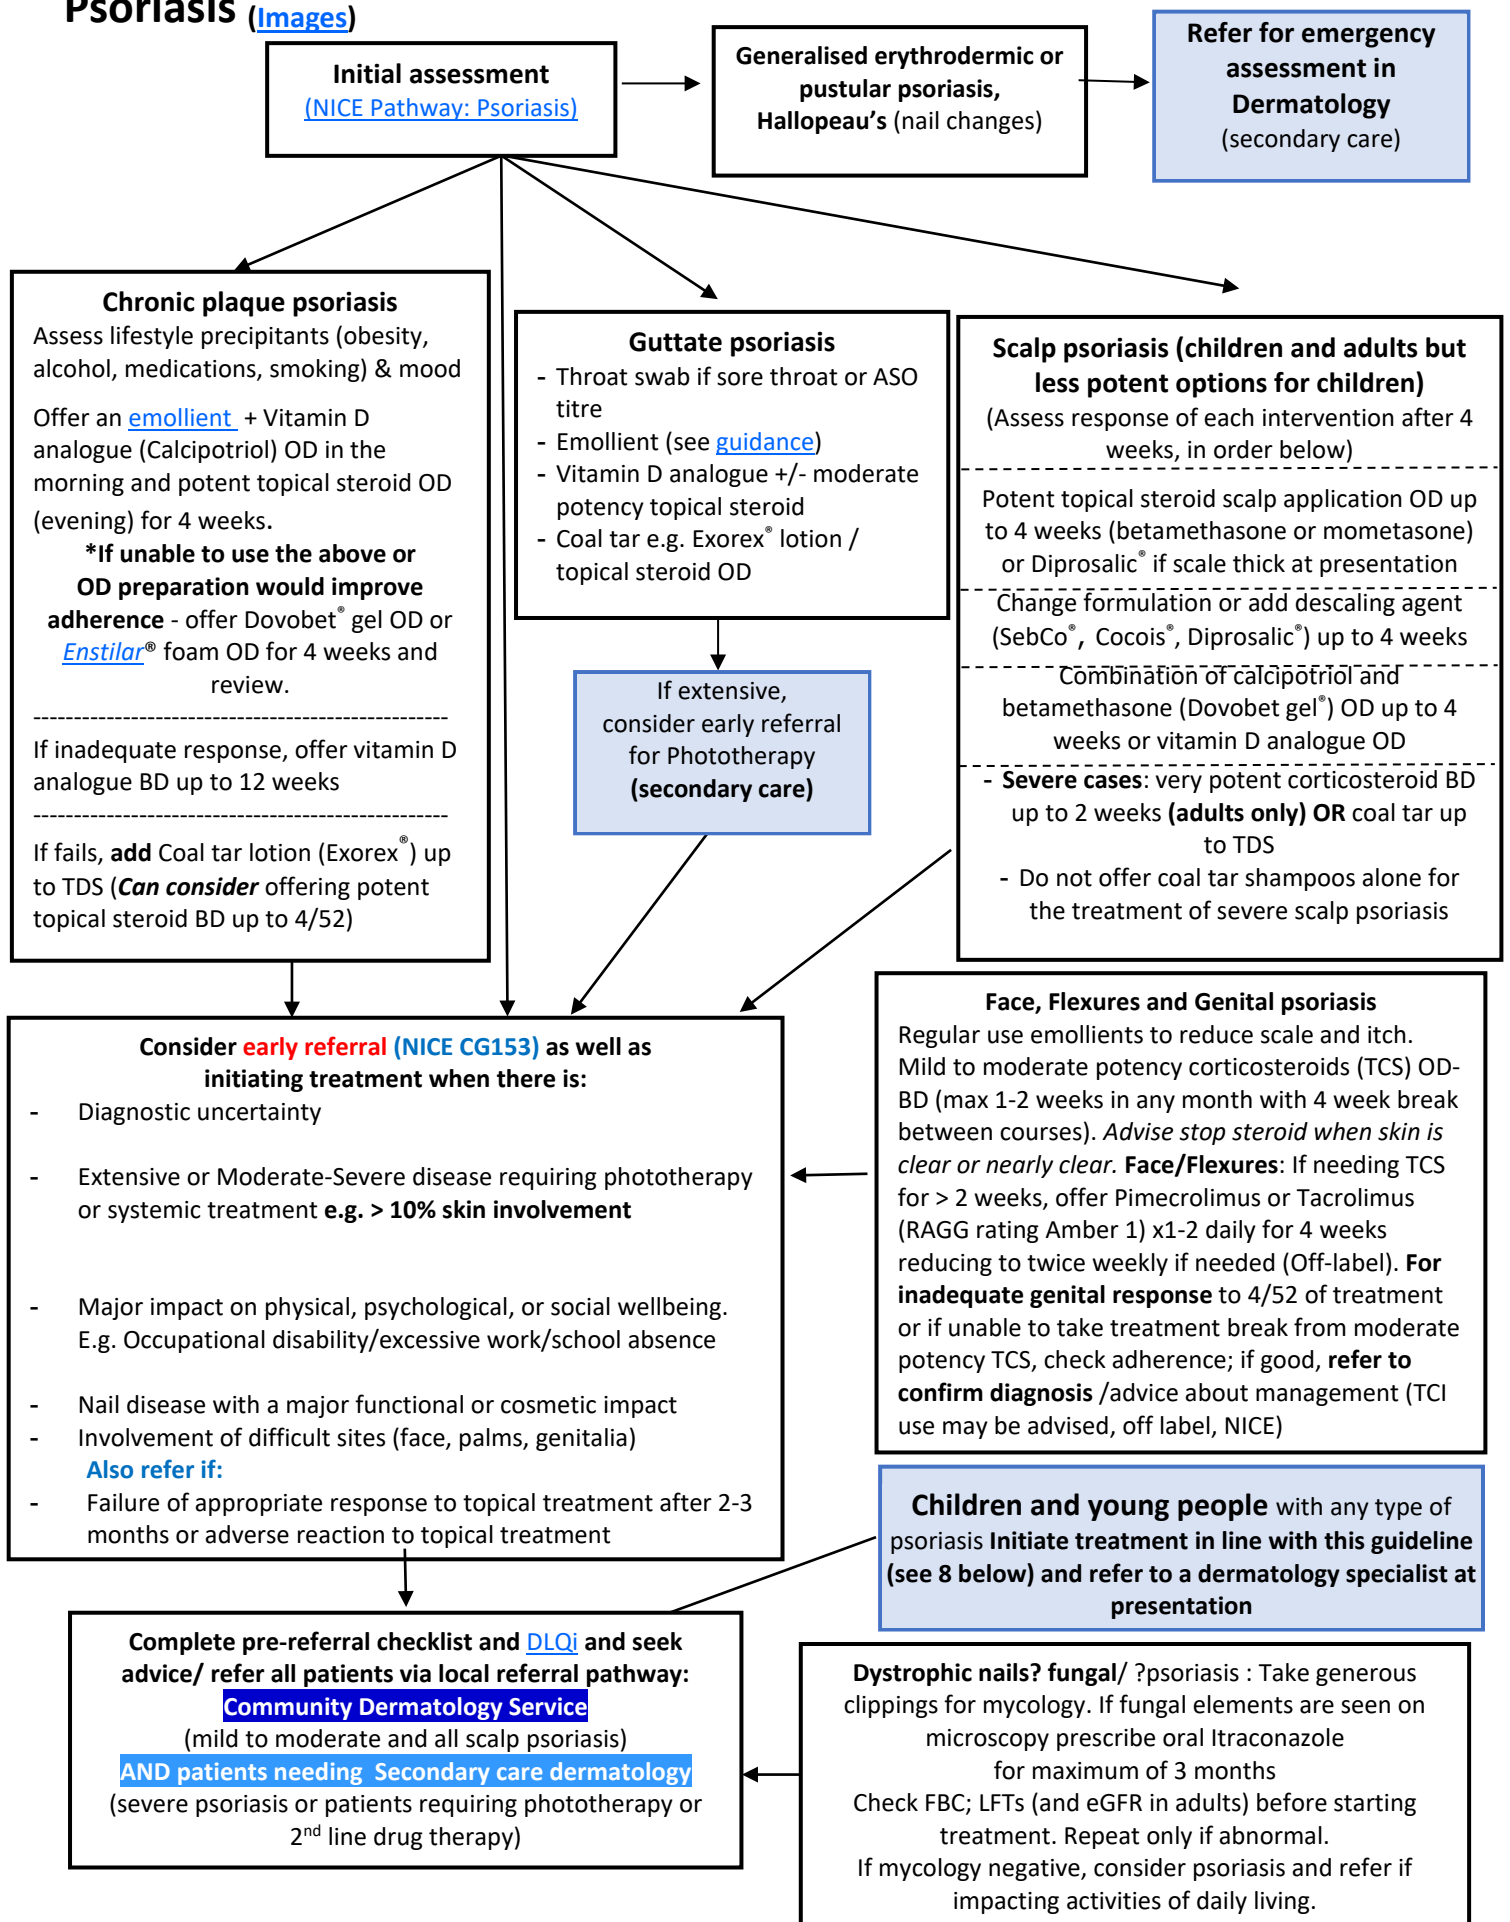 Psoriasis (Images)
Initial assessment
(NICE Pathway: Psoriasis)
Generalised erythrodermic or
pustular psoriasis,
Hallopeau’s (nail changes)
Refer for emergency
assessment in
Dermatology
(secondary care)
Chronic plaque psoriasis
Assess lifestyle precipitants (obesity,
alcohol, medications, smoking) & mood
Offer an emollient + Vitamin D
analogue (Calcipotriol) OD in the
morning and potent topical steroid OD
(evening) for 4 weeks.
*If unable to use the above or
OD preparation would improve
adherence - offer Dovobet® gel OD or
Enstilar® foam OD for 4 weeks and
review.
If inadequate response, offer vitamin D
analogue BD up to 12 weeks
If fails, add Coal tar lotion (Exorex®) up
to TDS (Can consider offering potent
topical steroid BD up to 4/52)
Guttate psoriasis
- Throat swab if sore throat or ASO
titre
- Emollient (see guidance)
- Vitamin D analogue +/- moderate
potency topical steroid
- Coal tar e.g. Exorex® lotion /
topical steroid OD
If extensive,
consider early referral
for Phototherapy
(secondary care)
Scalp psoriasis (children and adults but
less potent options for children)
(Assess response of each intervention after 4
weeks, in order below)
Potent topical steroid scalp application OD up
to 4 weeks (betamethasone or mometasone)
or Diprosalic® if scale thick at presentation
Change formulation or add descaling agent
(SebCo®, Cocois®, Diprosalic®) up to 4 weeks
Combination of calcipotriol and
betamethasone (Dovobet gel®) OD up to 4
weeks or vitamin D analogue OD
- Severe cases: very potent corticosteroid BD
up to 2 weeks (adults only) OR coal tar up
to TDS
- Do not offer coal tar shampoos alone for
the treatment of severe scalp psoriasis
Consider early referral (NICE CG153) as well as
initiating treatment when there is:
- Diagnostic uncertainty
- Extensive or Moderate-Severe disease requiring phototherapy
or systemic treatment e.g. > 10% skin involvement
- Major impact on physical, psychological, or social wellbeing.
E.g. Occupational disability/excessive work/school absence
- Nail disease with a major functional or cosmetic impact
- Involvement of difficult sites (face, palms, genitalia)
Also refer if:
- Failure of appropriate response to topical treatment after 2-3
months or adverse reaction to topical treatment
Face, Flexures and Genital psoriasis
Regular use emollients to reduce scale and itch.
Mild to moderate potency corticosteroids (TCS) OD-
BD (max 1-2 weeks in any month with 4 week break
between courses). Advise stop steroid when skin is
clear or nearly clear. Face/Flexures: If needing TCS
for > 2 weeks, offer Pimecrolimus or Tacrolimus
(RAGG rating Amber 1) x1-2 daily for 4 weeks
reducing to twice weekly if needed (Off-label). For
inadequate genital response to 4/52 of treatment
or if unable to take treatment break from moderate
potency TCS, check adherence; if good, refer to
confirm diagnosis /advice about management (TCI
use may be advised, off label, NICE)
Children and young people with any type of
psoriasis Initiate treatment in line with this guideline
(see 8 below) and refer to a dermatology specialist at
presentation
Complete pre-referral checklist and DLQi and seek
advice/ refer all patients via local referral pathway:
Community Dermatology Service
(mild to moderate and all scalp psoriasis)
AND patients needing Secondary care dermatology
(severe psoriasis or patients requiring phototherapy or
2nd line drug therapy)
Dystrophic nails? fungal/ ?psoriasis : Take generous
clippings for mycology. If fungal elements are seen on
microscopy prescribe oral Itraconazole
for maximum of 3 months
Check FBC; LFTs (and eGFR in adults) before starting
treatment. Repeat only if abnormal.
If mycology negative, consider psoriasis and refer if
impacting activities of daily living.